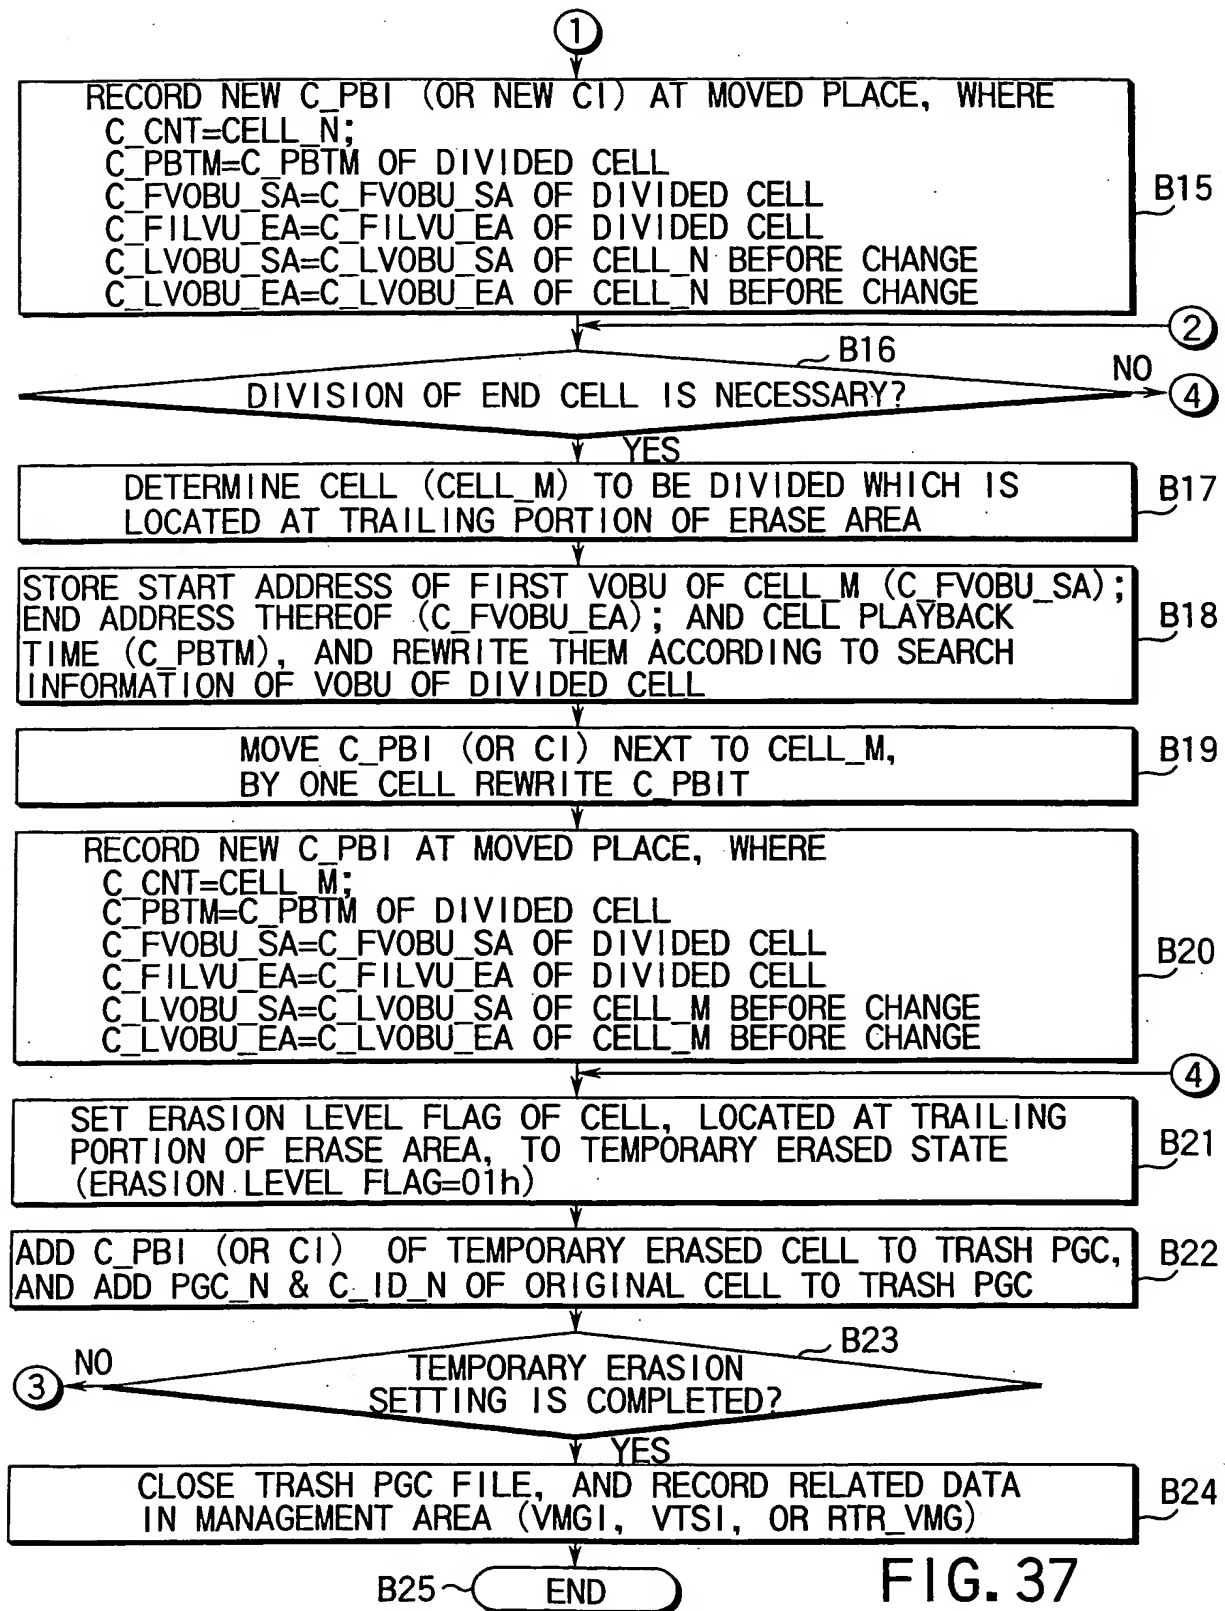 1
RECORD NEW C_PBI (OR NEW CI) AT MOVED PLACE, WHERE
C_CNT=CELL_N;
C_PBTM=C_PBTM OF DIVIDED CELL
C_FVOBU_SA=C_FVOBU_SA OF DIVIDED CELL
C_FILVU_EA=C_FILVU_EA OF DIVIDED CELL
C_LVOBU_SA=C_LVOBU_SA OF CELL_N BEFORE CHANGE
C_LVOBU_EA=C_LVOBU_EA OF CELL_N BEFORE CHANGE
B15
2
B16
DIVISION OF END CELL IS NECESSARY?
NO
4
YES
DETERMINE CELL (CELL_M) TO BE DIVIDED WHICH IS
LOCATED AT TRAILING PORTION OF ERASE AREA
B17
STORE START ADDRESS OF FIRST VOBU OF CELL_M (C_FVOBU_SA);
END ADDRESS THEREOF (C_FVOBU_EA); AND CELL PLAYBACK
TIME (C_PBTM), AND REWRITE THEM ACCORDING TO SEARCH
INFORMATION OF VOBU OF DIVIDED CELL
B18
MOVE C_PBI (OR CI) NEXT TO CELL_M,
BY ONE CELL REWRITE C_PBIT
B19
RECORD NEW C_PBI AT MOVED PLACE, WHERE
C_CNT=CELL_M;
C_PBTM=C_PBTM OF DIVIDED CELL
C_FVOBU_SA=C_FVOBU_SA OF DIVIDED CELL
C_FILVU_EA=C_FILVU_EA OF DIVIDED CELL
C_LVOBU_SA=C_LVOBU_SA OF CELL_M BEFORE CHANGE
C_LVOBU_EA=C_LVOBU_EA OF CELL_M BEFORE CHANGE
B20
4
SET ERASION LEVEL FLAG OF CELL, LOCATED AT TRAILING
PORTION OF ERASE AREA, TO TEMPORARY ERASED STATE
(ERASION LEVEL FLAG=01h)
B21
ADD C_PBI (OR CI) OF TEMPORARY ERASED CELL TO TRASH PGC,
AND ADD PGC_N & C_ID_N OF ORIGINAL CELL TO TRASH PGC
B22
B23
TEMPORARY ERASION
SETTING IS COMPLETED?
NO
3
YES
CLOSE TRASH PGC FILE, AND RECORD RELATED DATA
IN MANAGEMENT AREA (VMGI, VTSI, OR RTR_VMG)
B24
B25
END
FIG. 37